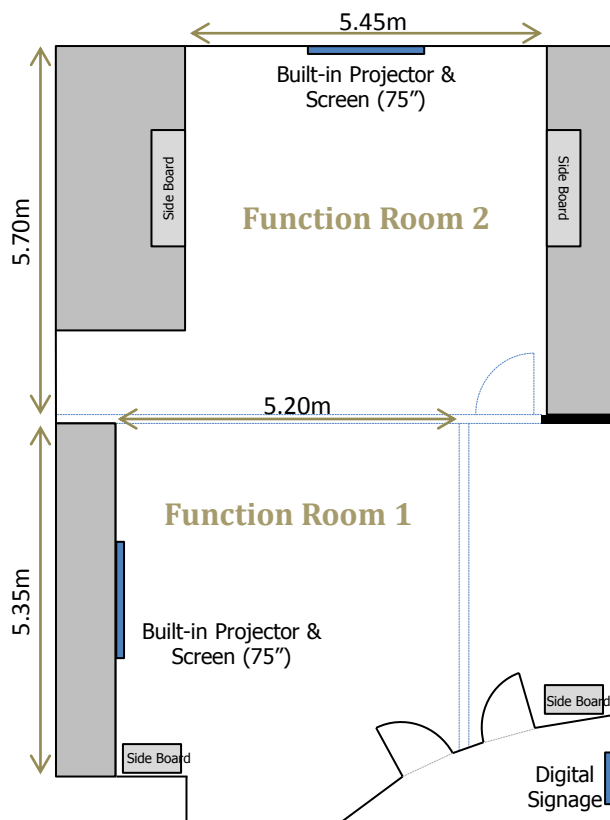 5.45m
Built-in Projector &
Screen (75”)
Side Board
Side Board
5.70m
Function Room 2
5.20m
Function Room 1
5.35m
Built-in Projector &
Screen (75”)
Side Board
Side Board
Digital
Signage